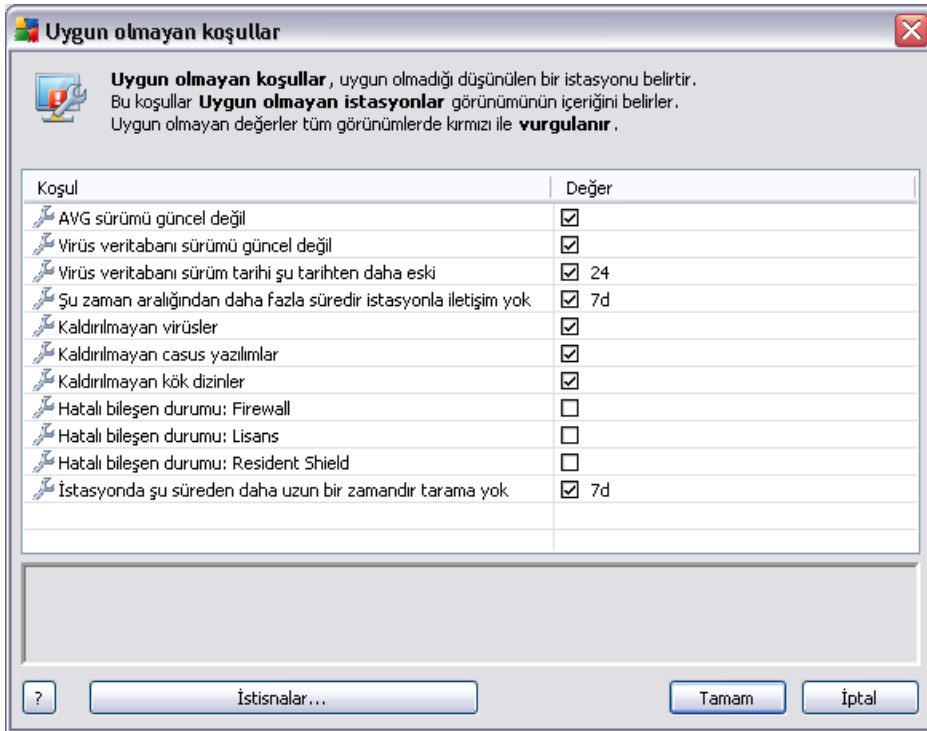 Uygun olmayan koşullar
Uygun olmayan koşullar, uygun olmadığı düşünülen bir istasyonu belirtir.
Bu koşullar Uygun olmayan istasyonlar görünümünün içeriğini belirler.
Uygun olmayan değerler tüm görünümlerde kırmızı ile vurgulanır.
Koşul Değer
AVG sürümü güncel değil
Virüs veritabanı sürümü güncel değil
Virüs veritabanı sürüm tarihi şu tarihten daha eski 24
Şu zaman aralığından daha fazla süredir istasyonla iletişim yok 7d
Kaldırılmayan virüsler
Kaldırılmayan casus yazılımlar
Kaldırılmayan kök dizinler
Hatalı bileşen durumu: Firewall
Hatalı bileşen durumu: Lisans
Hatalı bileşen durumu: Resident Shield
İstasyonda şu süreden daha uzun bir zamandır tarama yok 7d
? İstisnalar... Tamam İptal